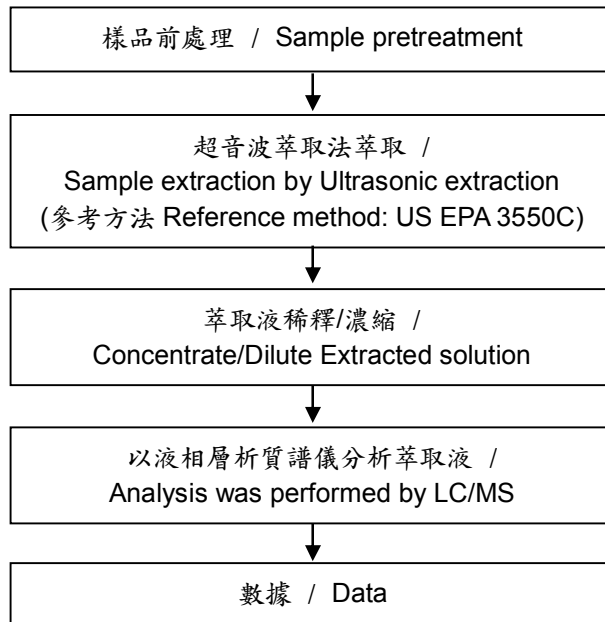 樣品前處理 / Sample pretreatment
超音波萃取法萃取 /
Sample extraction by Ultrasonic extraction
(參考方法 Reference method: US EPA 3550C)
萃取液稀釋/濃縮 /
Concentrate/Dilute Extracted solution
以液相層析質譜儀分析萃取液 /
Analysis was performed by LC/MS
數據 / Data